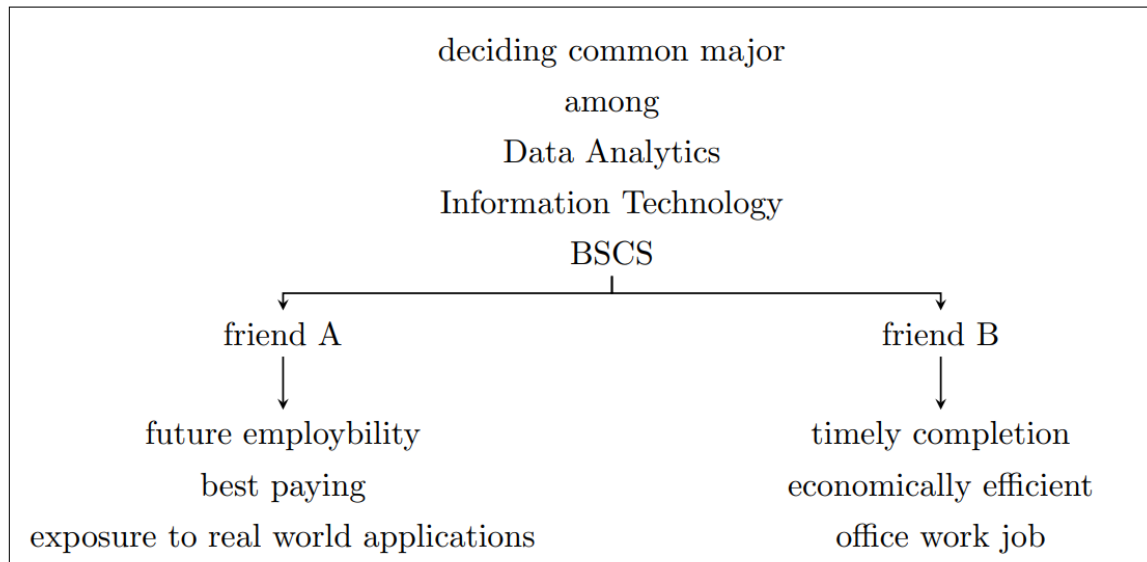 deciding common major
among
Data Analytics
Information Technology
BSCS
friend A
friend B
future employbility
best paying
exposure to real world applications
timely completion
economically efficient
office work job